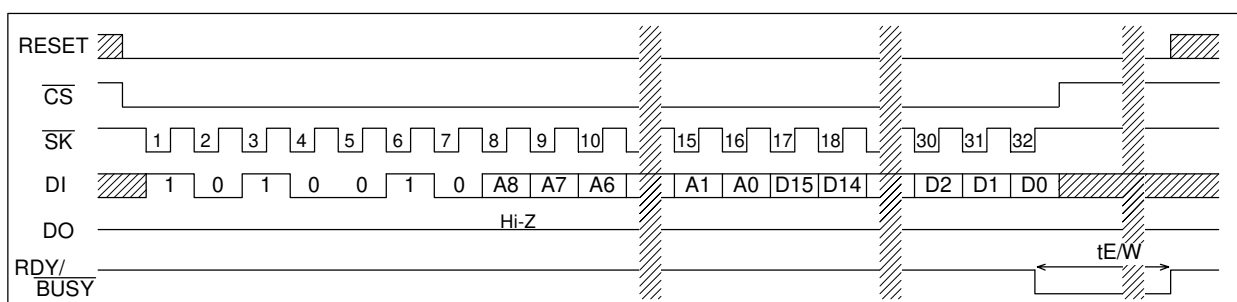 RESET
CS
SK 1 2 3 4 5 6 7 8 9 10 15 16 17 18 30 31 32
DI 1 0 1 0 0 1 0 A8 A7 A6 A1 A0 D15 D14 D2 D1 D0
Hi-Z
DO
tE/W
RDY/
BUSY